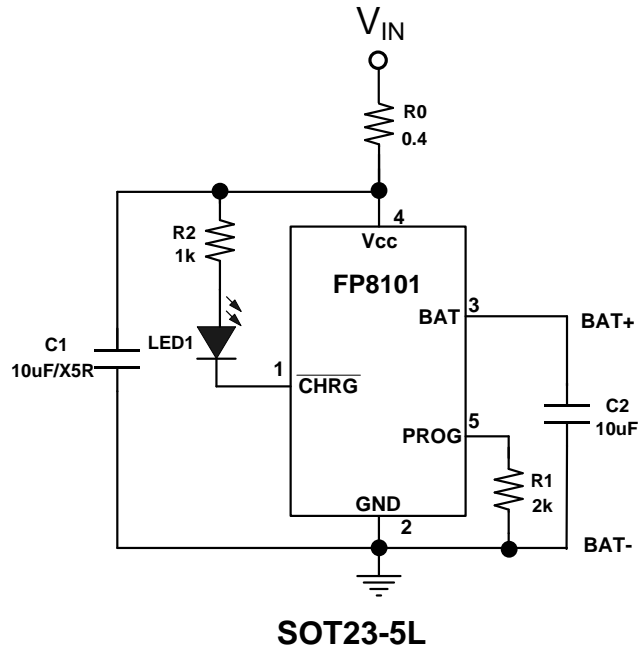 VIN
R0
0.4
4
Vcc
R2
1k
FP8101
3
BAT
BAT+
LED1
C1
10uF/X5R
1
CHRG
C2
10uF
5
PROG
R1
2k
GND
2
BAT-
SOT23-5L